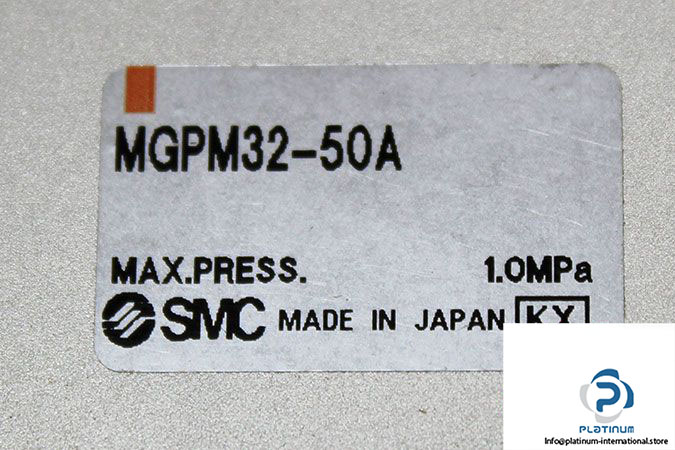 MGPM32-50A
MAX.PRESS. 1.0MPa
SMC MADE IN JAPAN KX
PLATINUM
Info@platinum-international.store